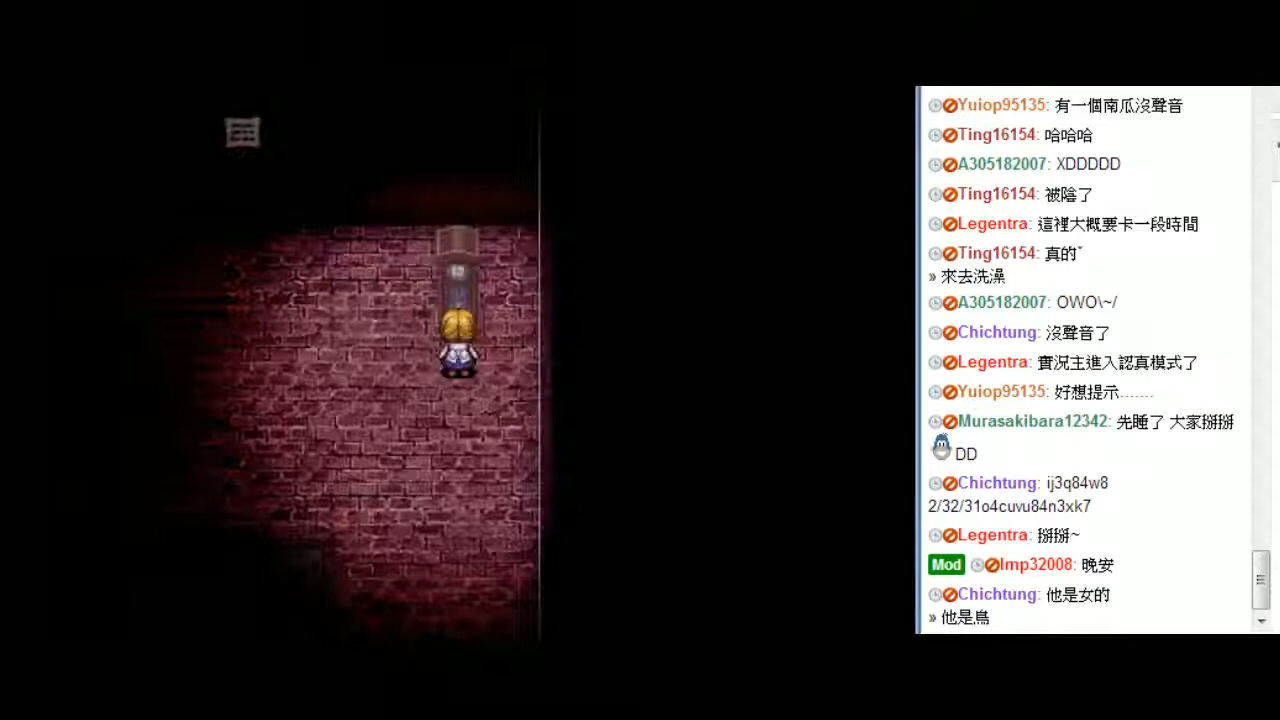 Yuiop95135: 有一個南瓜沒聲音
Ting16154: 哈哈哈
A305182007: XDDDDD
Ting16154: 被陰了
Legentra: 這裡大概要卡一段時間
Ting16154: 真的ˇ
» 來去洗澡
A305182007: OWO\~/
Chichtung: 沒聲音了
Legentra: 實況主進入認真模式了
Yuiop95135: 好想提示.......
Murasakibara12342: 先睡了 大家掰掰
DD
Chichtung: ij3q84w8
2/32/31o4cuvu84n3xk7
Legentra: 掰掰~
Mod Imp32008: 晚安
Chichtung: 他是女的
» 他是鳥